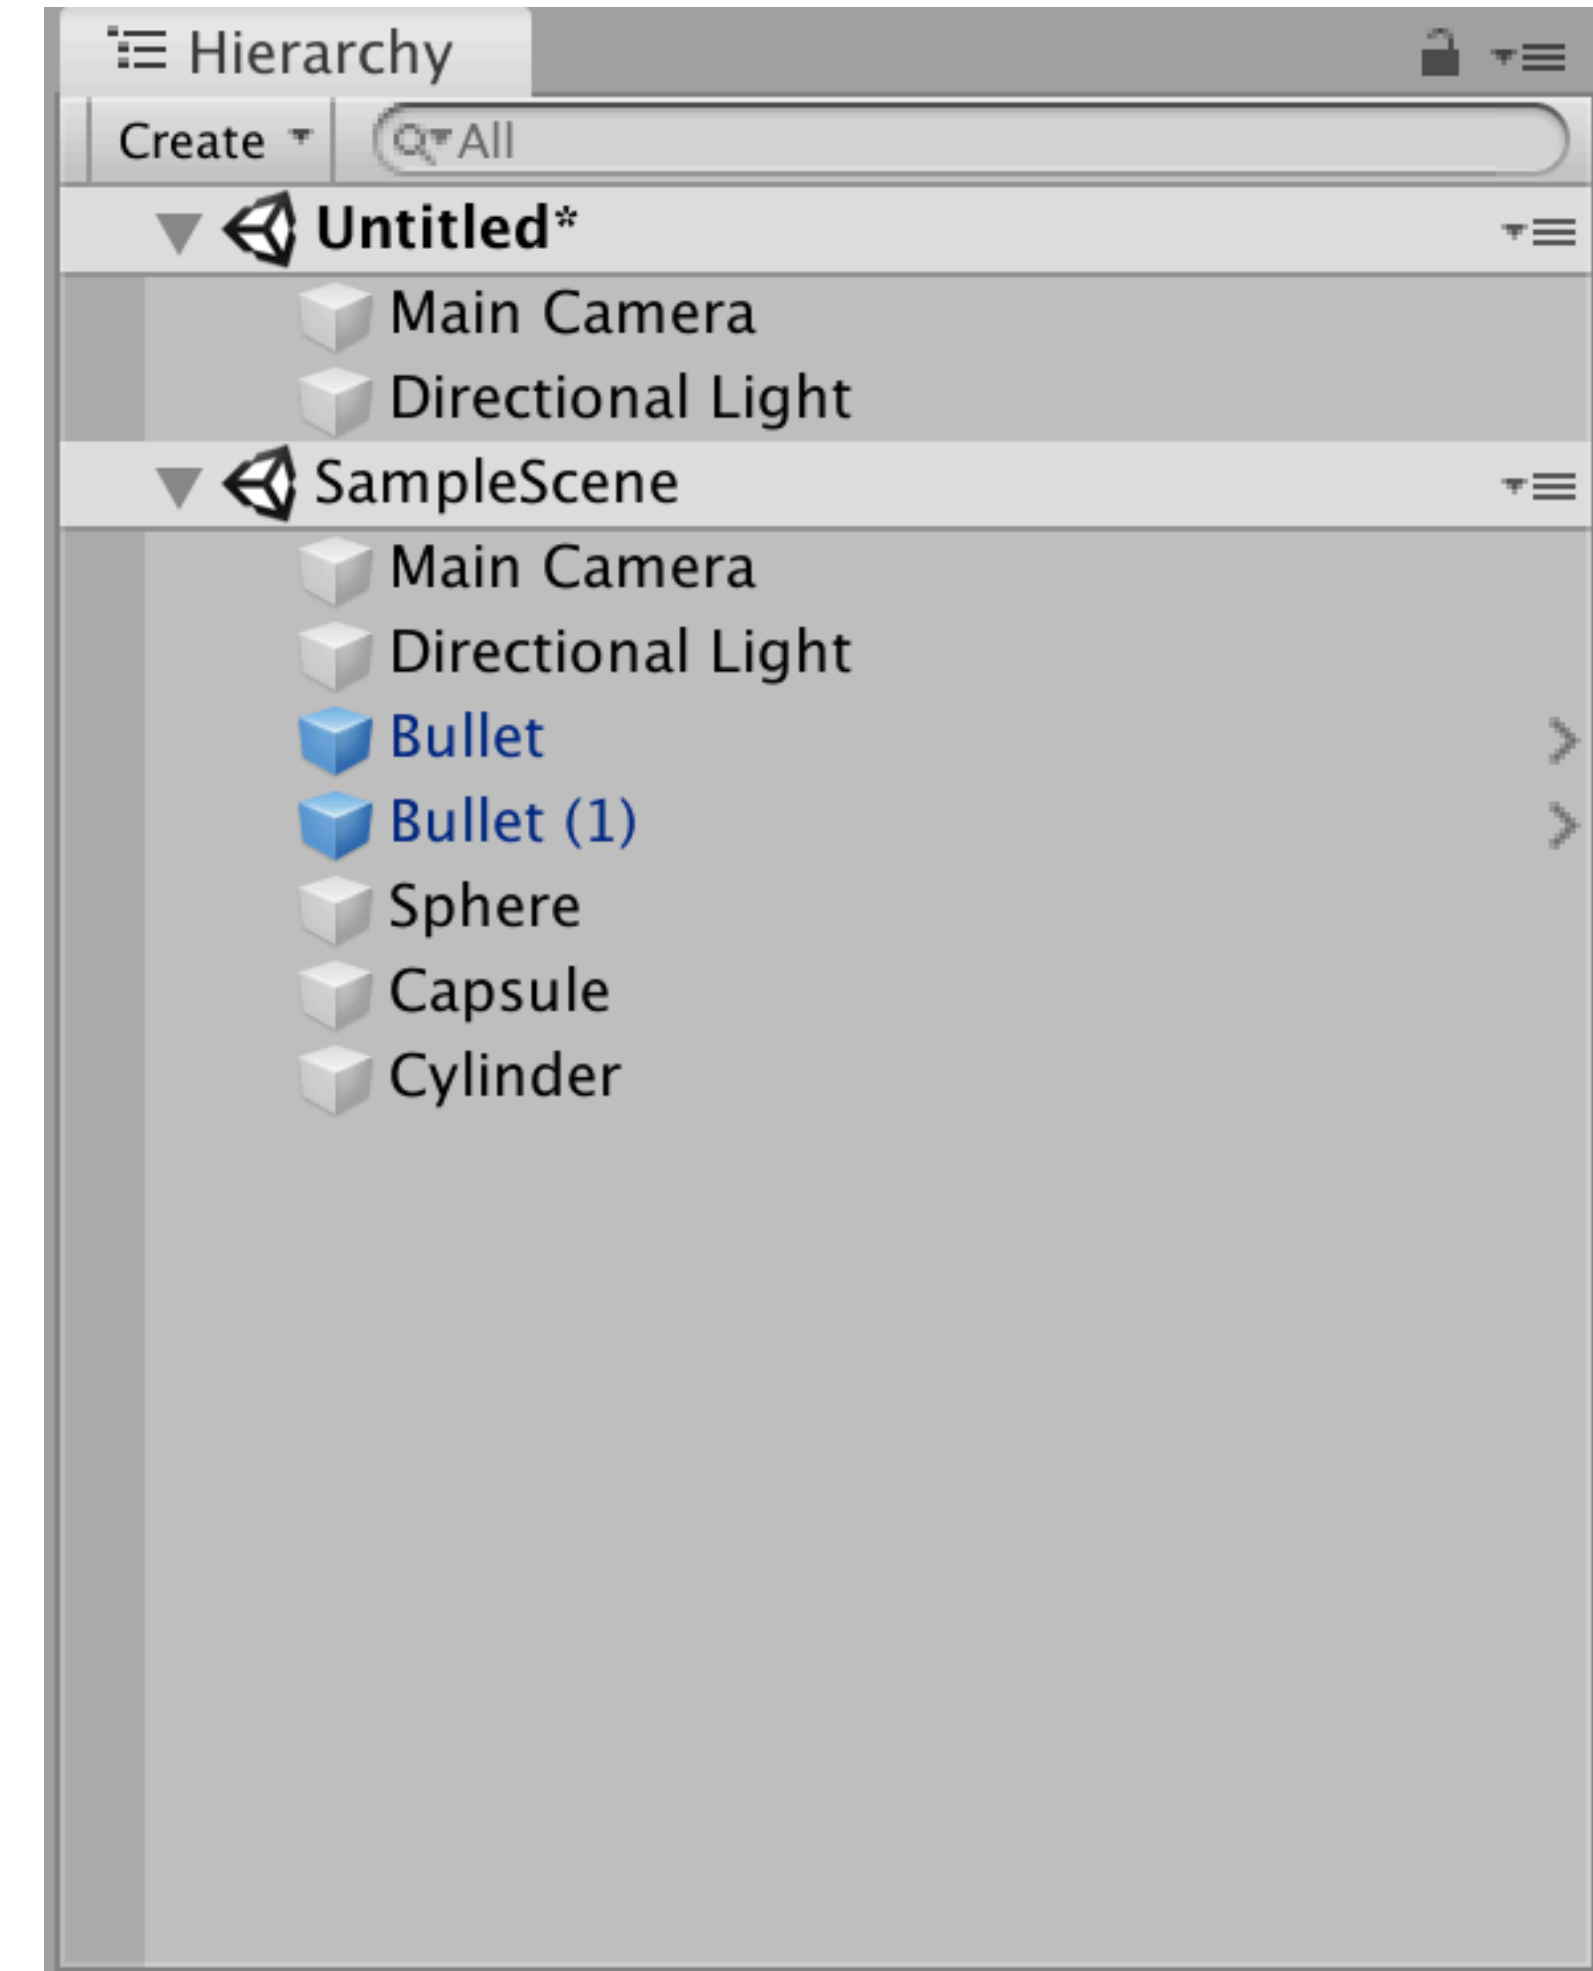 Hierarchy
Create All
Untitled*
Main Camera
Directional Light
SampleScene
Main Camera
Directional Light
Bullet
Bullet (1)
Sphere
Capsule
Cylinder